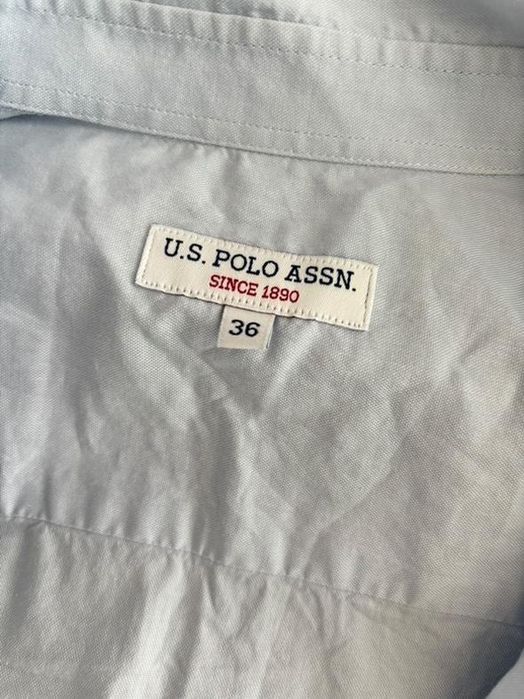 U.S. POLO ASSN.
SINCE 1890
36